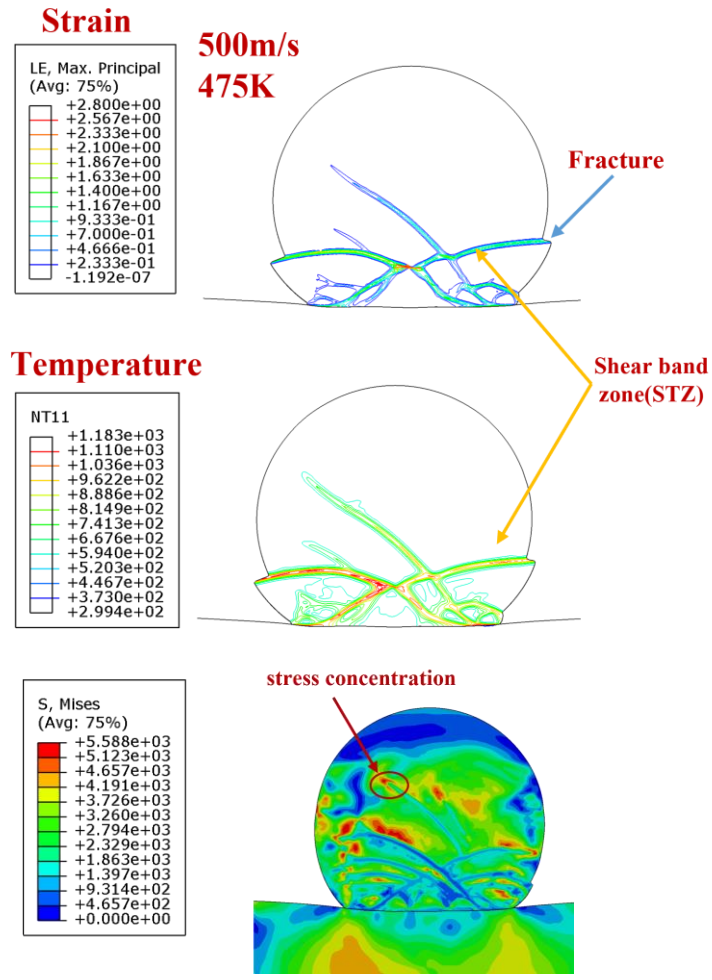 Strain
500m/s
475K
LE, Max. Principal
(Avg: 75%)
+2.800e+00
+2.567e+00
+2.333e+00
+2.100e+00
+1.867e+00
+1.633e+00
+1.400e+00
+1.167e+00
+9.333e-01
+7.000e-01
+4.666e-01
+2.333e-01
-1.192e-07
Fracture
Temperature
Shear band
zone(STZ)
NT11
+1.183e+03
+1.110e+03
+1.036e+03
+9.622e+02
+8.886e+02
+8.149e+02
+7.413e+02
+6.676e+02
+5.940e+02
+5.203e+02
+4.467e+02
+3.730e+02
+2.994e+02
stress concentration
S, Mises
(Avg: 75%)
+5.588e+03
+5.123e+03
+4.657e+03
+4.191e+03
+3.726e+03
+3.260e+03
+2.794e+03
+2.329e+03
+1.863e+03
+1.397e+03
+9.314e+02
+4.657e+02
+0.000e+00